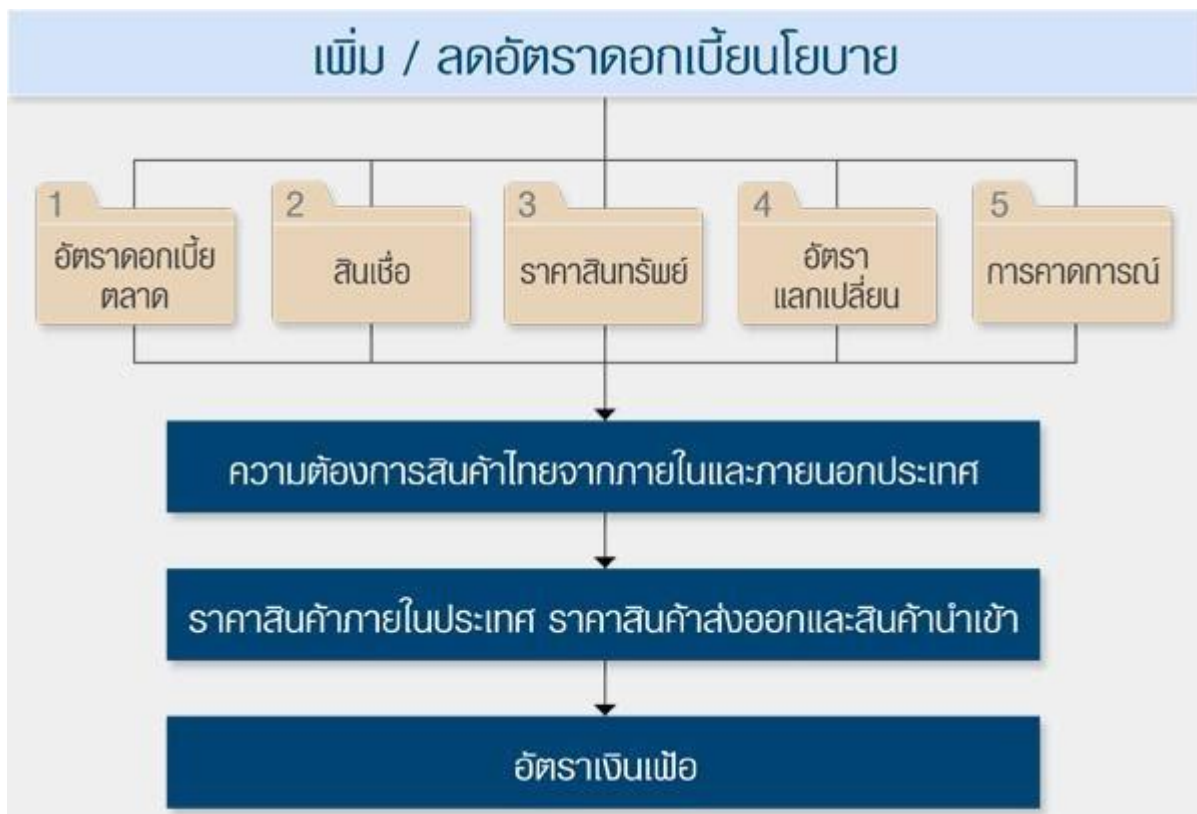 เพิ่ม / ลดอัตราดอกเบี้ยนโยบาย
1
อัตราดอกเบี้ย
ตลาด
2
สินเชื่อ
3
ราคาสินทรัพย์
4
อัตรา
แลกเปลี่ยน
5
การคาดการณ์
ความต้องการสินค้าไทยจากภายในและภายนอกประเทศ
ราคาสินค้าภายในประเทศ ราคาสินค้าส่งออกและสินค้านำเข้า
อัตราเงินเฟ้อ